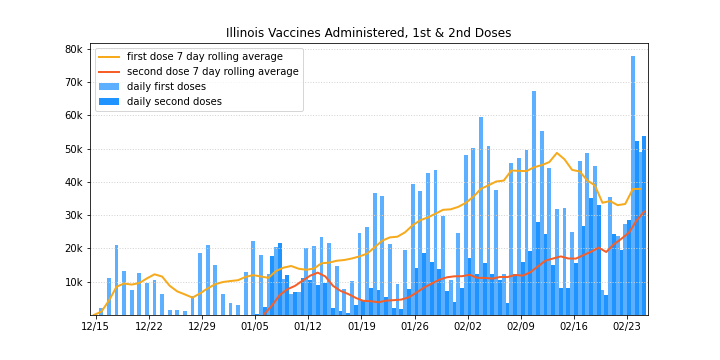 Illinois Vaccines Administered, 1st & 2nd Doses
80k
70k
60k
50k
40k
30k
20k
10k
first dose 7 day rolling average
second dose 7 day rolling average
daily first doses
daily second doses
12/15 12/22 12/29 01/05 01/12 01/19 01/26 02/02 02/09 02/16 02/23